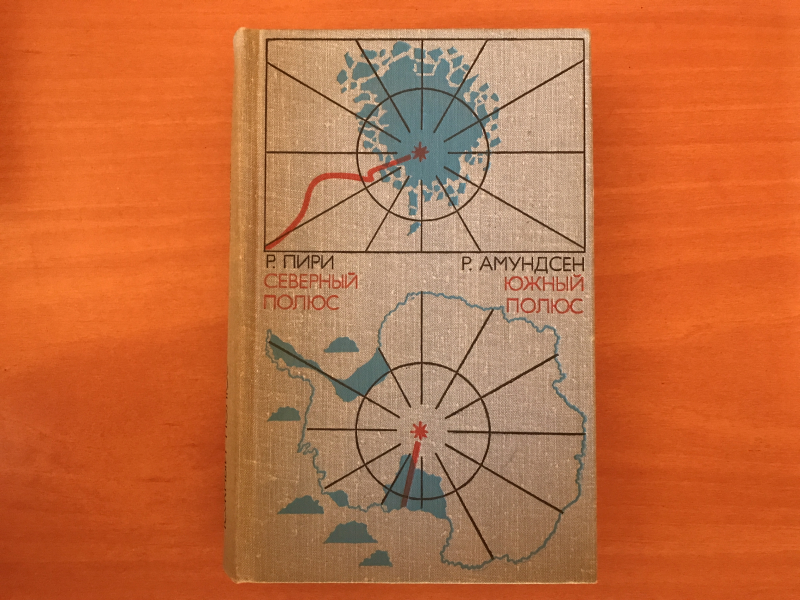 Р. ПИРИ
СЕВЕРНЫЙ
ПОЛЮС
Р. АМУНДСЕН
ЮЖНЫЙ
ПОЛЮС